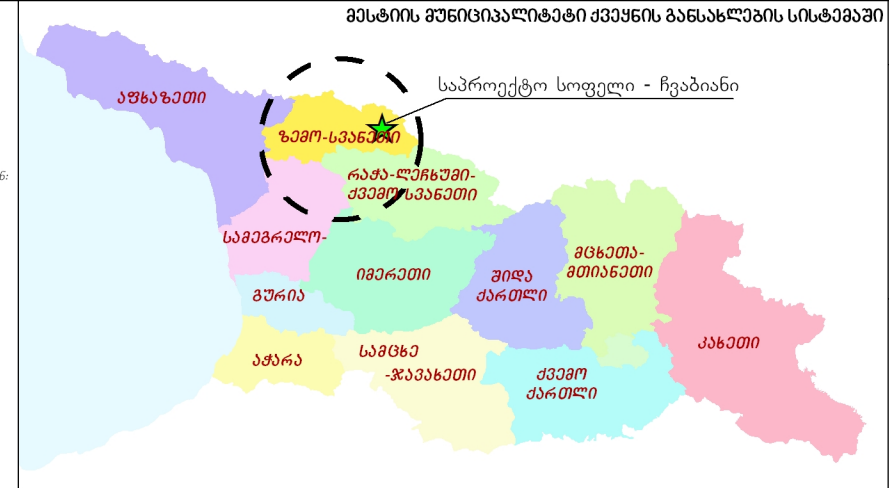 მესტიის მუნიციპალიტეტი ქვეყნის განსახლების სისტემაში
საპროექტო სოფელი - ჩვაბიანი
აფხაზეთი
ზემო-სვანეთი
რაჭა-ლეჩხუმი-
ქვემო სვანეთი
სამეგრელო-
იმერეთი
შიდა
ქართლი
მცხეთა-
მთიანეთი
გურია
კახეთი
აჭარა
სამცხე
-ჯავახეთი
ქვემო
ქართლი